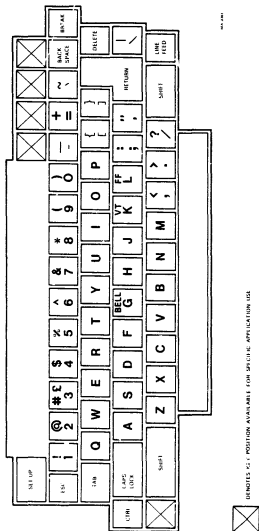 SET UP
ESC ! 1 @ 2 # £ 3 $ 4 % 5 ^ 6 & 7 * 8 ( 9 ) 0 — - + = ~ ` BACK SPACE BREAK
TAB Q W E R T Y U I O P { [ } ] DELETE
CTRL CAPS LOCK A S D F BELL G H J VT K FF L : ; " ' RETURN | \
SHIFT Z X C V B N M < , > . ? / SHIFT LINE FEED
DENOTES KEY POSITION AVAILABLE FOR SPECIFIC APPLICATION USE